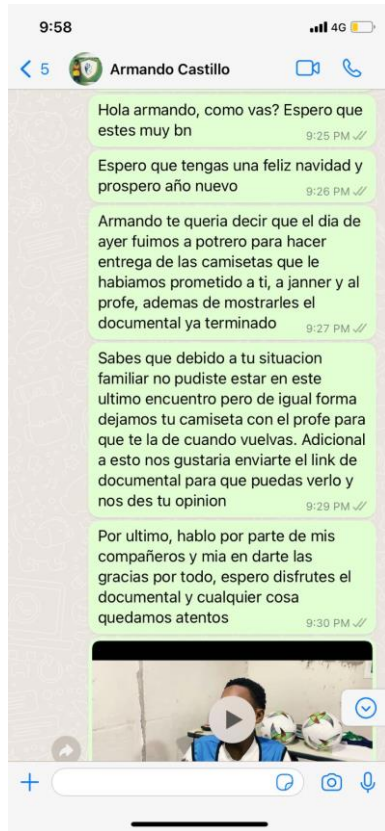 9:58
4G
5
Armando Castillo
Hola armando, como vas? Espero que
estes muy bn
9:25 PM
Espero que tengas una feliz navidad y
prospero año nuevo
9:26 PM
Armando te queria decir que el dia de
ayer fuimos a potrero para hacer
entrega de las camisetas que le
habiamos prometido a ti, a janner y al
profe, ademas de mostrarles el
documental ya terminado
9:27 PM
Sabes que debido a tu situacion
familiar no pudiste estar en este
ultimo encuentro pero de igual forma
dejamos tu camiseta con el profe para
que te la de cuando vuelvas. Adicional
a esto nos gustaria enviarte el link de
documental para que puedas verlo y
nos des tu opinion
9:29 PM
Por ultimo, hablo por parte de mis
compañeros y mia en darte las
gracias por todo, espero disfrutes el
documental y cualquier cosa
quedamos atentos
9:30 PM